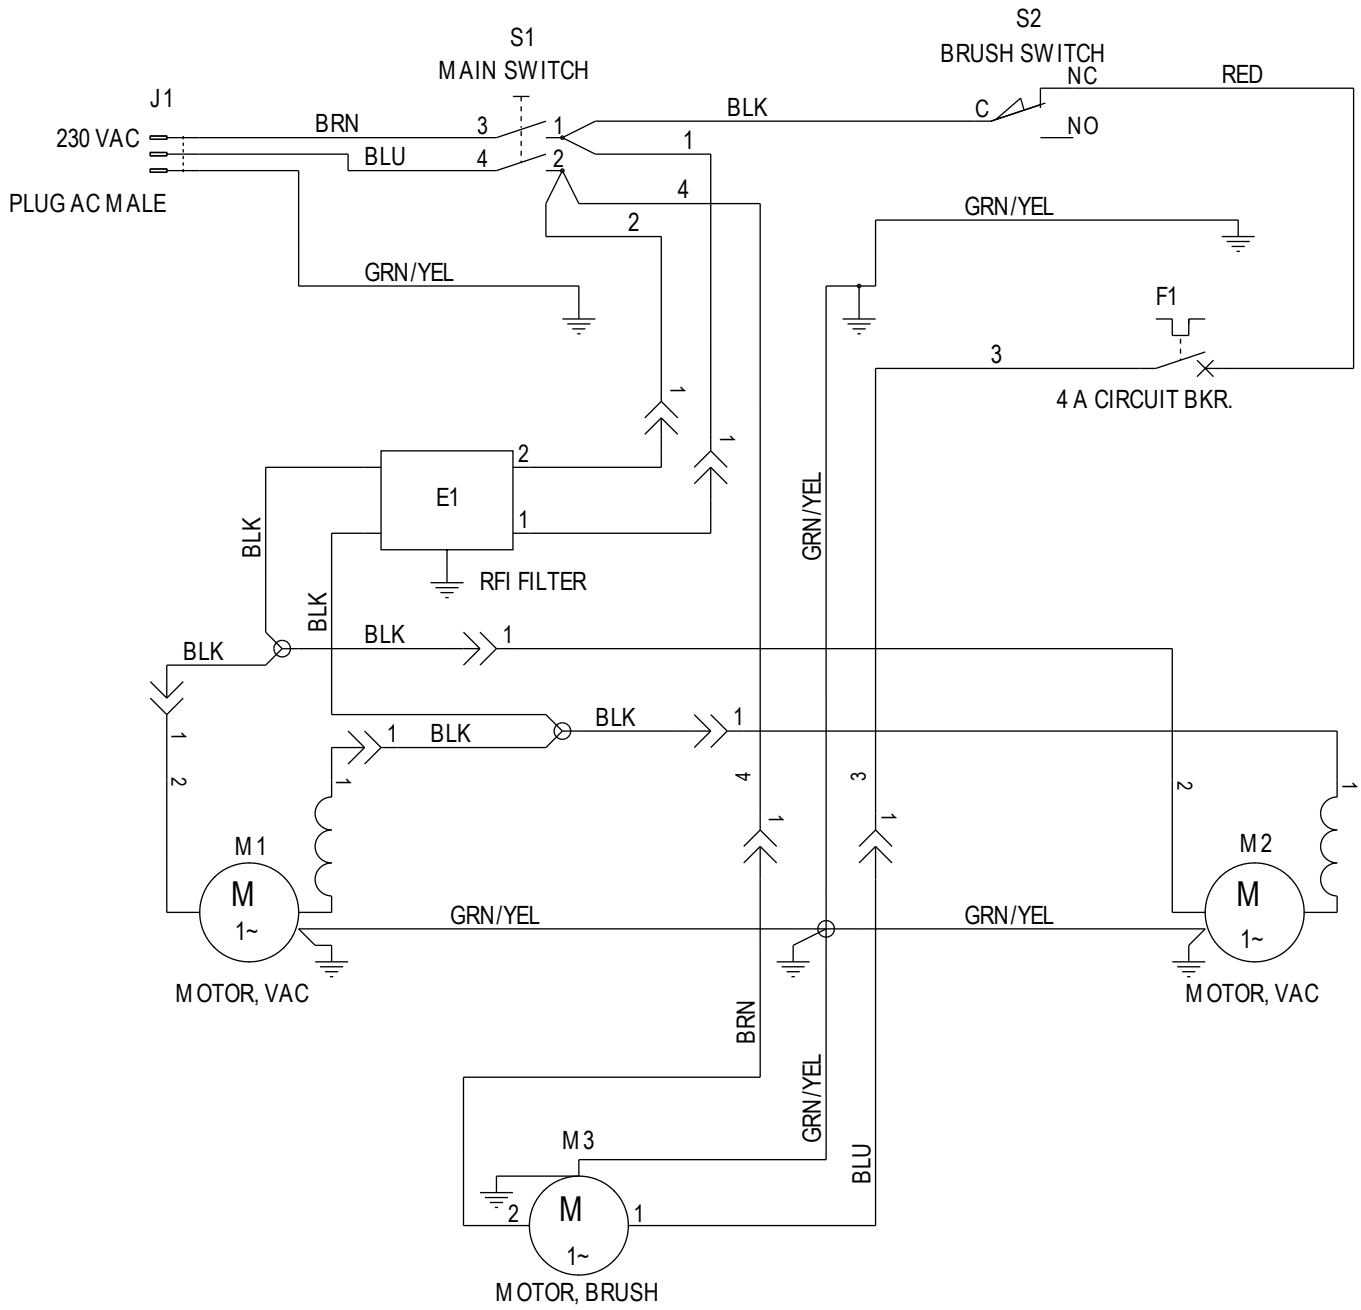 S2
BRUSH SWITCH
S1
MAIN SWITCH
NC
RED
J1
C
BLK
230 VAC
BRN
3
1
NO
BLU
4
2
1
PLUG AC MALE
4
2
GRN/YEL
GRN/YEL
F1
3
4 A CIRCUIT BKR.
1
1
2
E1
1
BLK
GRN/YEL
RFI FILTER
BLK
BLK
1
BLK
BLK
1
1
BLK
1
2
1
4
3
2
1
1
1
M1
M
1~
M2
M
1~
GRN/YEL
GRN/YEL
MOTOR, VAC
MOTOR, VAC
BRN
GRN/YEL
BLU
M3
2
M
1~
1
MOTOR, BRUSH